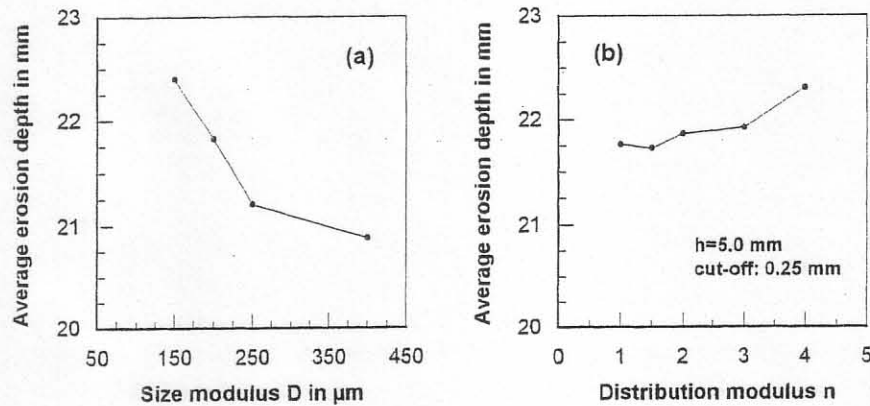 Average erosion depth in mm
23
22
21
20
(a)
50 150 250 350 450
Size modulus D in µm
Average erosion depth in mm
23
22
21
20
(b)
h=5.0 mm
cut-off: 0.25 mm
0 1 2 3 4 5
Distribution modulus n